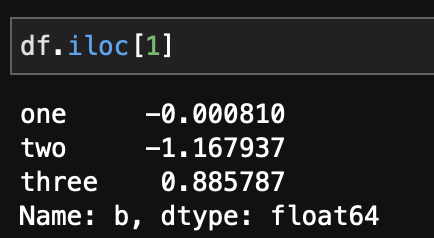 df.iloc[1]
one     -0.000810
two     -1.167937
three    0.885787
Name: b, dtype: float64